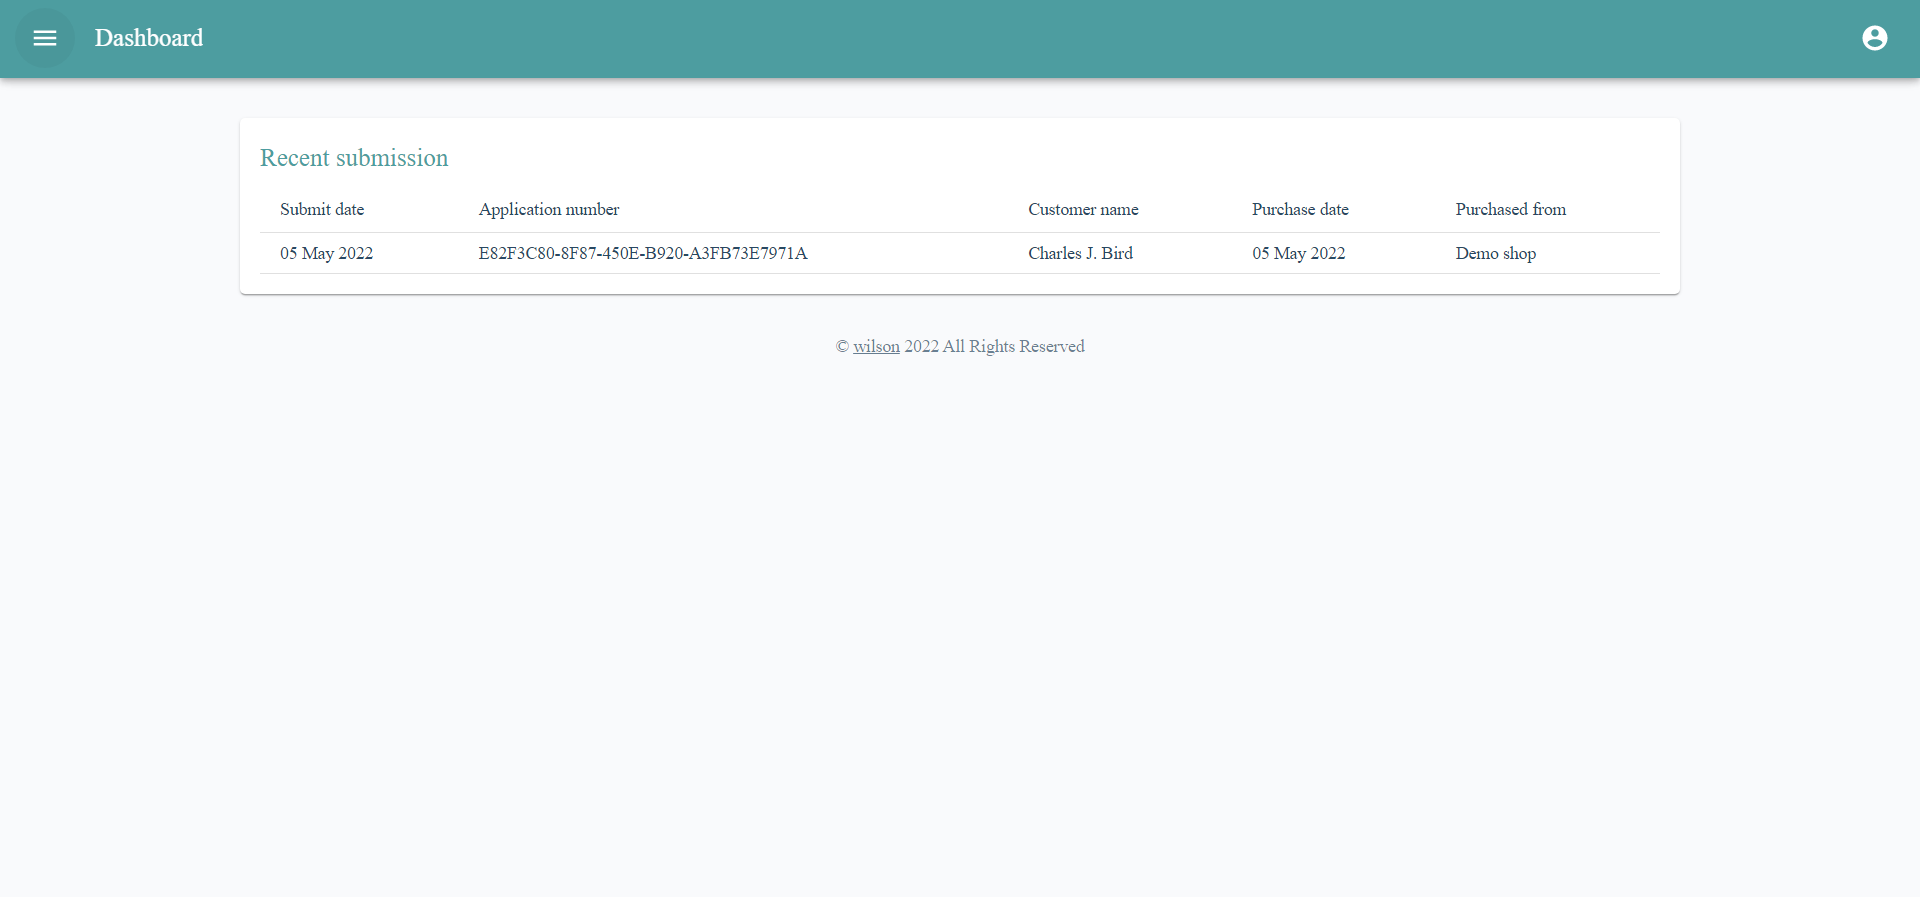 Dashboard
Recent submission
Submit date Application number Customer name Purchase date Purchased from
05 May 2022 E82F3C80-8F87-450E-B920-A3FB73E7971A Charles J. Bird 05 May 2022 Demo shop
© wilson 2022 All Rights Reserved